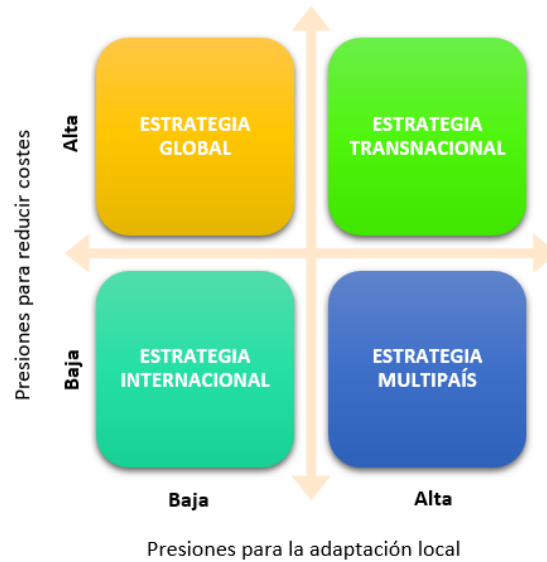 Presiones para reducir costes
Alta
ESTRATEGIA
GLOBAL
ESTRATEGIA
TRANSNACIONAL
Baja
ESTRATEGIA
INTERNACIONAL
ESTRATEGIA
MULTIPAÍS
Baja
Alta
Presiones para la adaptación local